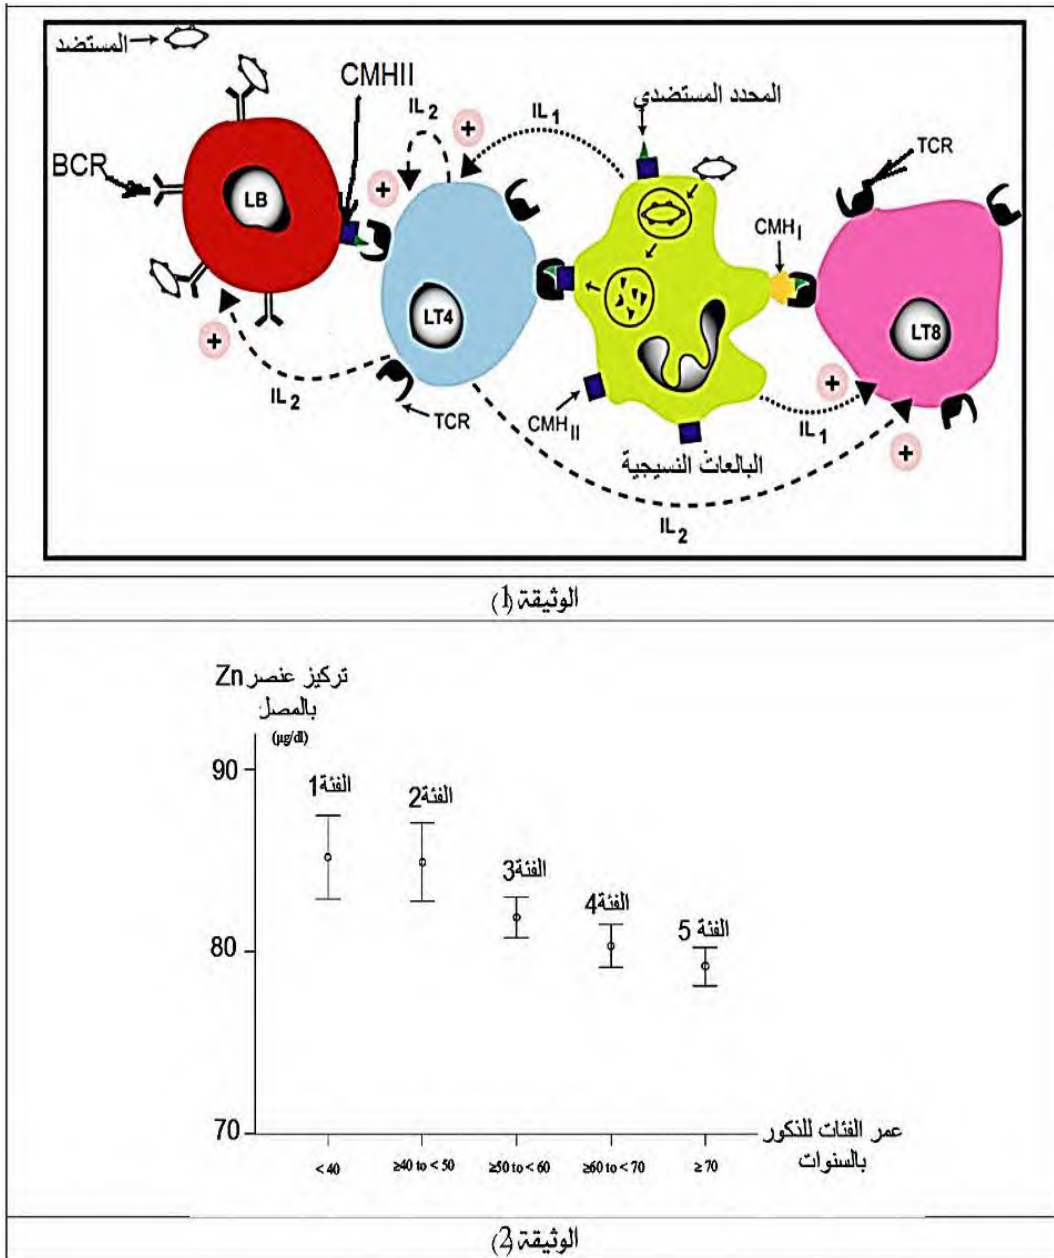 المستضد
CMHII
BCR
LB
IL2
IL1
المحدد المستضدي
TCR
CMHI
LT4
LT8
IL2
TCR
CMHII
IL1
البالعات النسيجية
IL2
+
+
+
+
+
الوثيقة (1)
تركيز عنصر Zn
بالمصل
(µg/dl)
90
80
70
الفئة1
الفئة2
الفئة3
الفئة4
الفئة 5
< 40
≥40 to < 50
≥50 to < 60
≥60 to < 70
≥ 70
عمر الفئات للذكور
بالسنوات
الوثيقة (2)